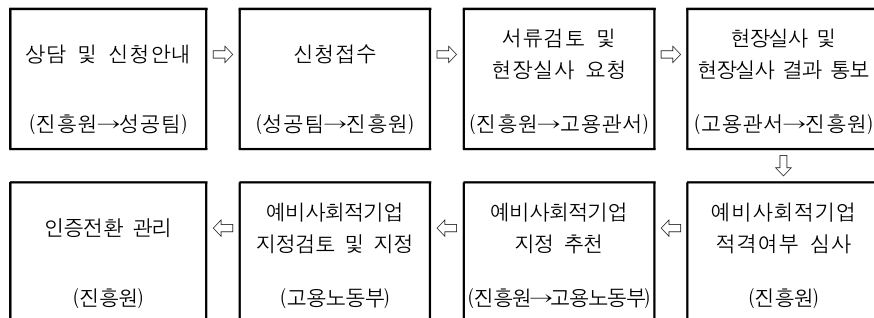 상담 및 신청안내
(진흥원→성공팀)
⇨
신청접수
(성공팀→진흥원)
⇨
서류검토 및
현장실사 요청
(진흥원→고용관서)
⇨
현장실사 및
현장실사 결과 통보
(고용관서→진흥원)
⇩
예비사회적기업
적격여부 심사
(진흥원)
⇦
예비사회적기업
지정 추천
(진흥원→고용노동부)
⇦
예비사회적기업
지정검토 및 지정
(고용노동부)
⇦
인증전환 관리
(진흥원)